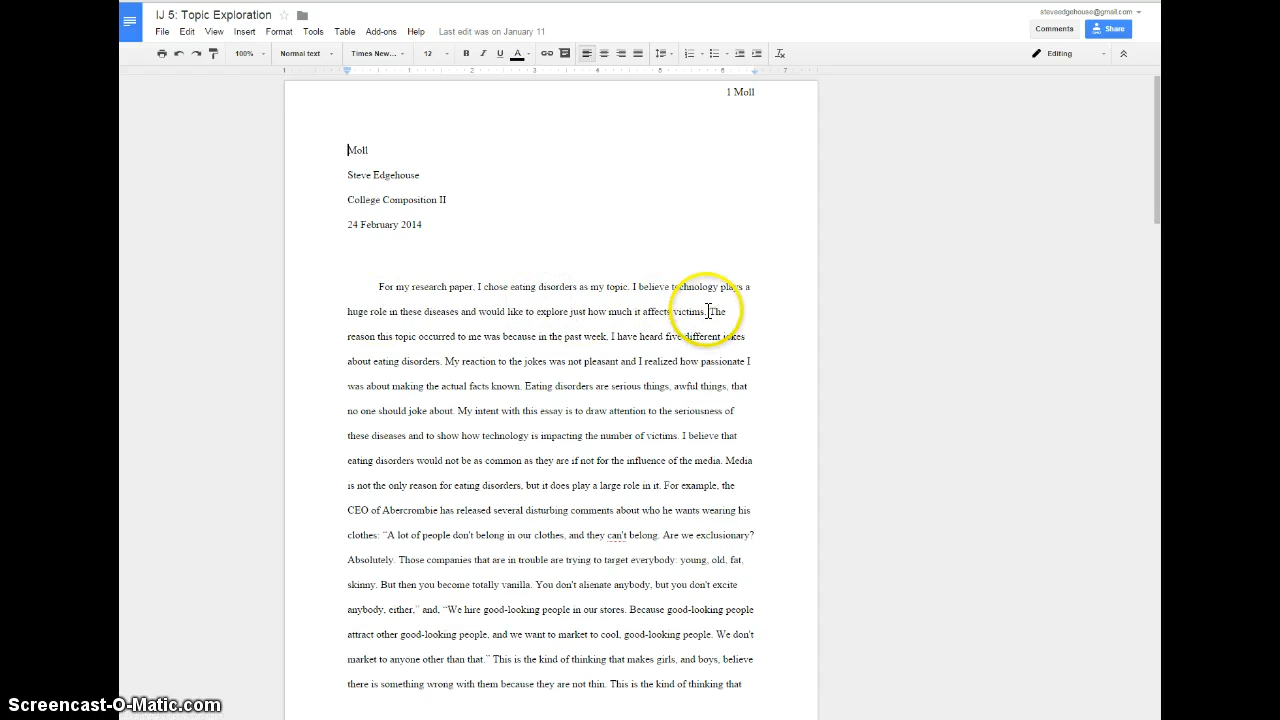 IJ 5: Topic Exploration
steveedgehouse@gmail.com
File Edit View Insert Format Tools Table Add-ons Help Last edit was on January 11
Comments Share
100% Normal text Times New... 12 B I U A Editing
1 1 2 3 4 5 6 7
1 Moll
Moll
Steve Edgehouse
College Composition II
24 February 2014
For my research paper, I chose eating disorders as my topic. I believe technology plays a
huge role in these diseases and would like to explore just how much it affects victims. The
reason this topic occurred to me was because in the past week, I have heard five different jokes
about eating disorders. My reaction to the jokes was not pleasant and I realized how passionate I
was about making the actual facts known. Eating disorders are serious things, awful things, that
no one should joke about. My intent with this essay is to draw attention to the seriousness of
these diseases and to show how technology is impacting the number of victims. I believe that
eating disorders would not be as common as they are if not for the influence of the media. Media
is not the only reason for eating disorders, but it does play a large role in it. For example, the
CEO of Abercrombie has released several disturbing comments about who he wants wearing his
clothes: “A lot of people don't belong in our clothes, and they can't belong. Are we exclusionary?
Absolutely. Those companies that are in trouble are trying to target everybody: young, old, fat,
skinny. But then you become totally vanilla. You don't alienate anybody, but you don't excite
anybody, either,” and, “We hire good-looking people in our stores. Because good-looking people
attract other good-looking people, and we want to market to cool, good-looking people. We don't
market to anyone other than that.” This is the kind of thinking that makes girls, and boys, believe
there is something wrong with them because they are not thin. This is the kind of thinking that
Screencast-O-Matic.com